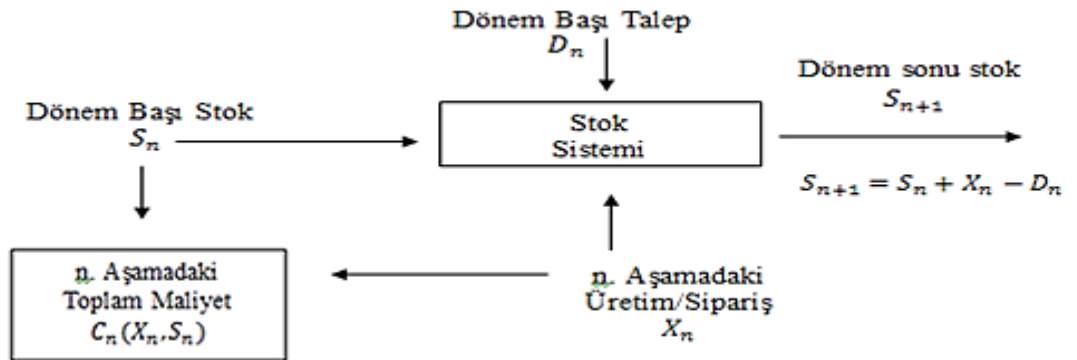 Dönem Başı Talep
Dₙ
Dönem sonu stok
Sₙ₊₁
Dönem Başı Stok
Sₙ
Stok
Sistemi
Sₙ₊₁ = Sₙ + Xₙ − Dₙ
n. Aşamadaki
Toplam Maliyet
Cₙ(Xₙ,Sₙ)
n. Aşamadaki
Üretim/Sipariş
Xₙ